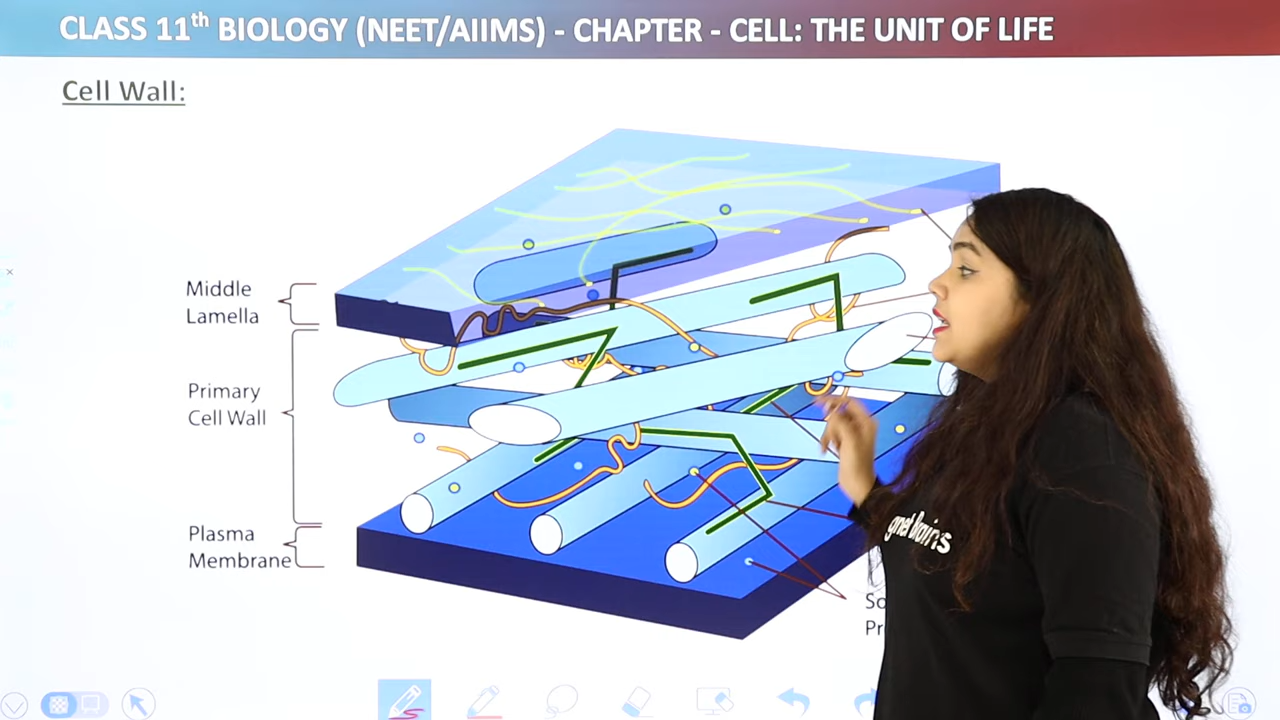 CLASS 11th BIOLOGY (NEET/AIIMS) - CHAPTER - CELL: THE UNIT OF LIFE
Cell Wall:
Middle
Lamella
Primary
Cell Wall
Plasma
Membrane